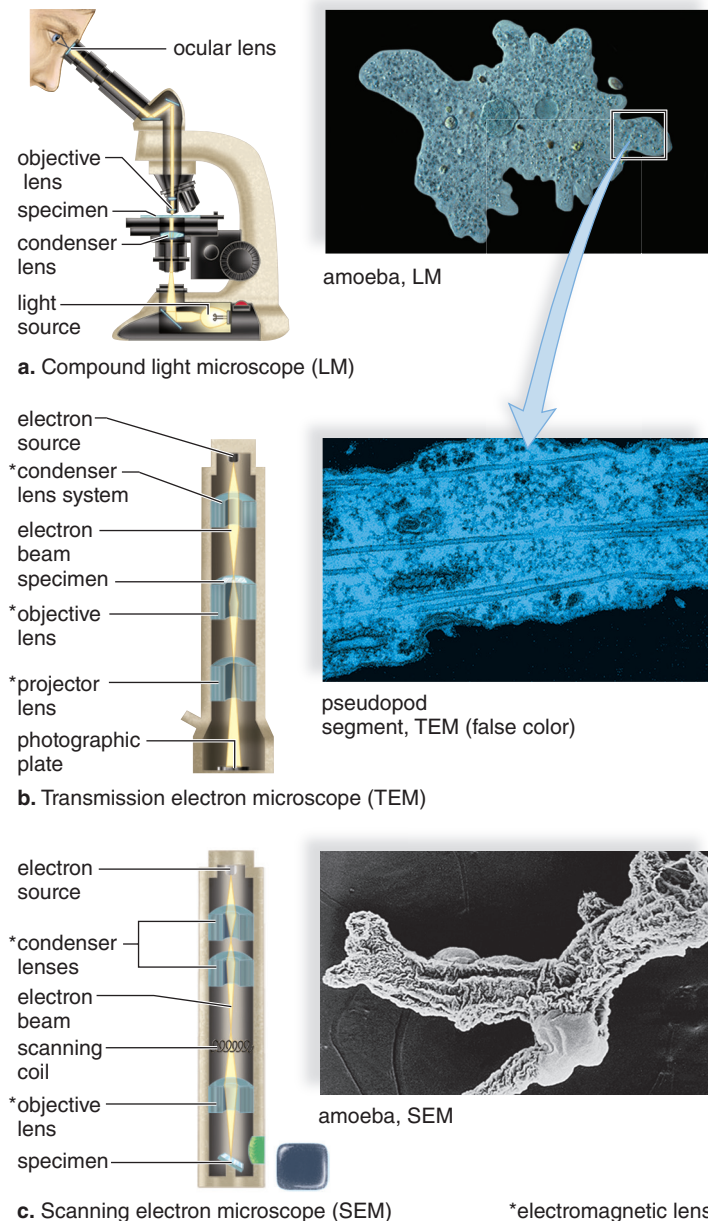 ocular lens
objective
lens
specimen
condenser
lens
light
source
amoeba, LM
a. Compound light microscope (LM)
electron
source
*condenser
lens system
electron
beam
specimen
*objective
lens
*projector
lens
photographic
plate
pseudopod
segment, TEM (false color)
b. Transmission electron microscope (TEM)
electron
source
*condenser
lenses
electron
beam
scanning
coil
*objective
lens
specimen
amoeba, SEM
c. Scanning electron microscope (SEM)
*electromagnetic lens